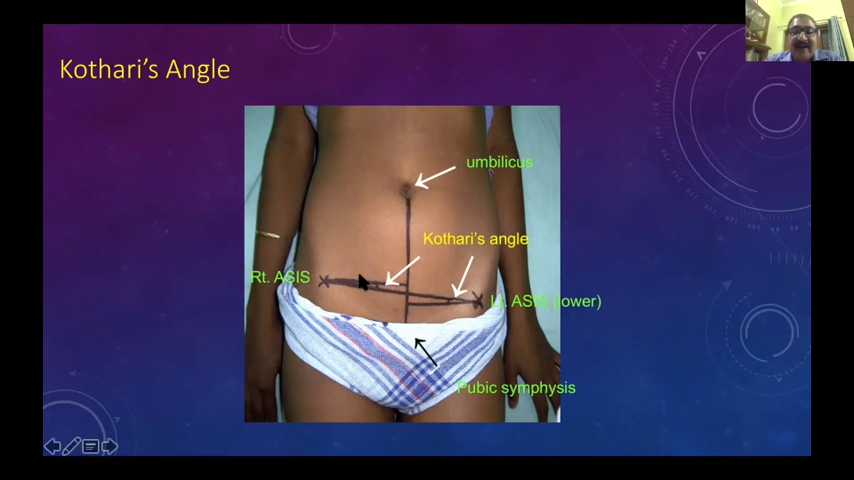 Kothari's Angle
umbilicus
Kothari's angle
Rt. ASIS
Lt. ASIS (lower)
Pubic symphysis